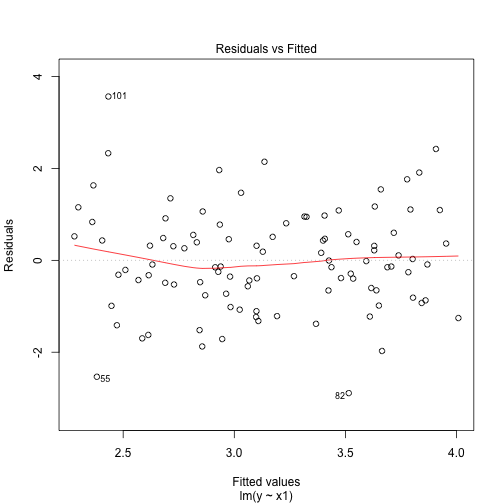 Residuals vs Fitted
Residuals
4
2
0
-2
101
55
82
2.5 3.0 3.5 4.0
Fitted values
lm(y ~ x1)